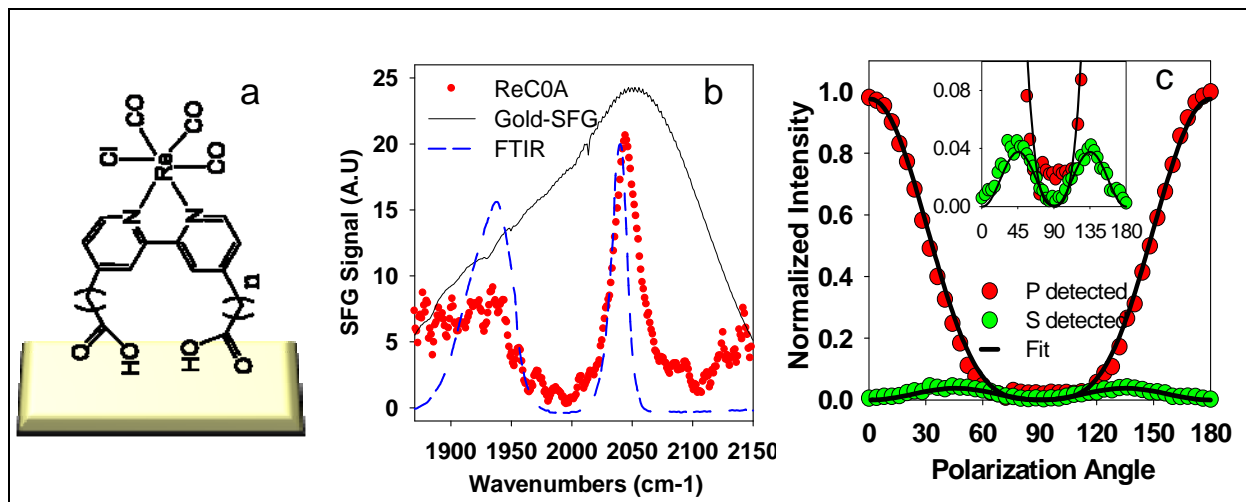 a
CO
CO
Cl
Re
CO
N
N
n
O
HO
HO
O
b
25
20
15
10
5
0
SFG Signal (A.U)
ReC0A
Gold-SFG
FTIR
1900
1950
2000
2050
2100
2150
Wavenumbers (cm-1)
c
1.0
0.8
0.6
0.4
0.2
0.0
Normalized Intensity
0.08
0.04
0.00
0 45 90 135 180
P detected
S detected
Fit
0 30 60 90 120 150 180
Polarization Angle